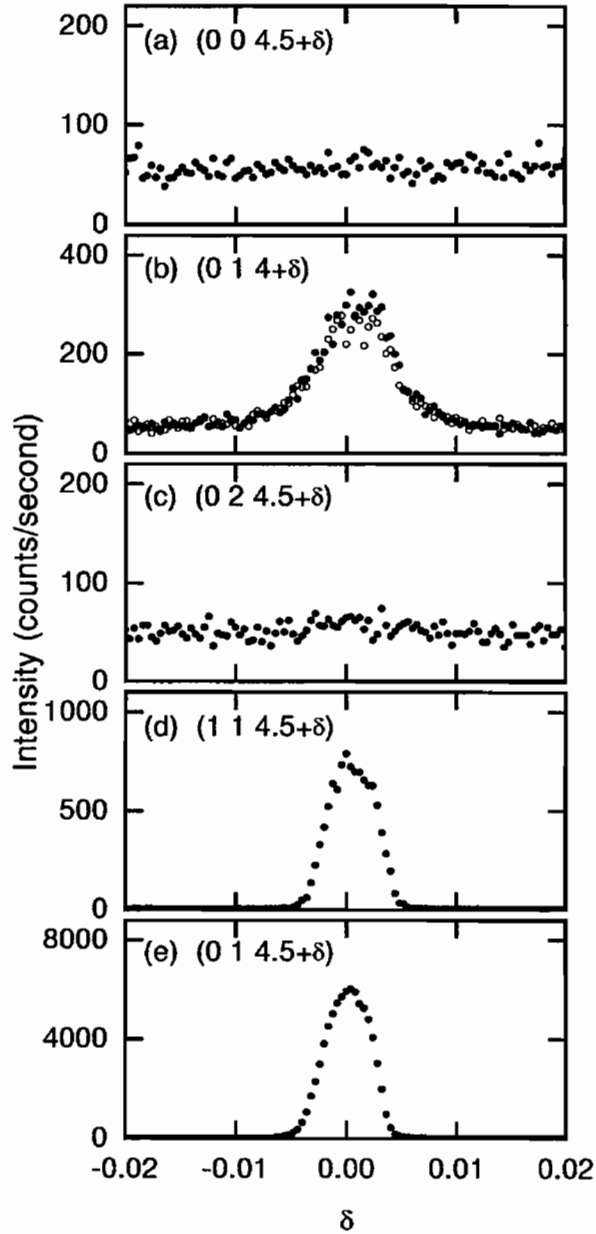 200
(a) (0 0 4.5+δ)
100
0
400
(b) (0 1 4+δ)
200
0
200
(c) (0 2 4.5+δ)
100
0
1000
(d) (1 1 4.5+δ)
500
0
8000
(e) (0 1 4.5+δ)
4000
0
Intensity (counts/second)
-0.02 -0.01 0.00 0.01 0.02
δ